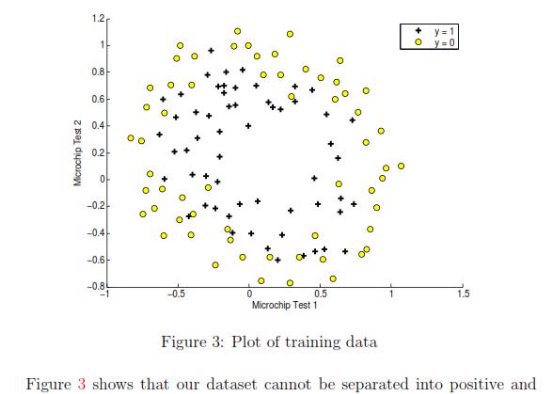 1.2
1
0.8
0.6
0.4
0.2
0
−0.2
−0.4
−0.6
−0.8
−1
−0.5
0
0.5
1
1.5
y = 1
y = 0
Microchip Test 2
Microchip Test 1
Figure 3: Plot of training data
Figure 3 shows that our dataset cannot be separated into positive and